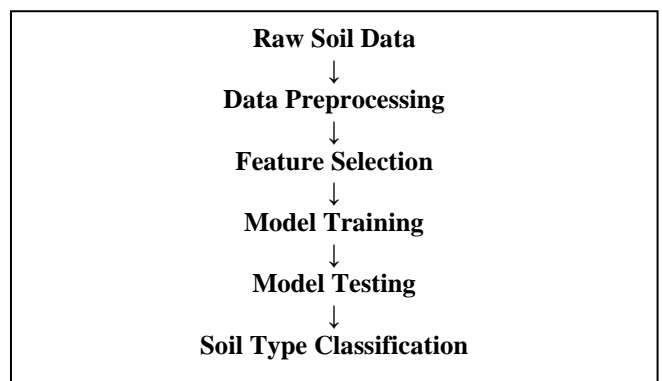 Raw Soil Data
↓
Data Preprocessing
↓
Feature Selection
↓
Model Training
↓
Model Testing
↓
Soil Type Classification